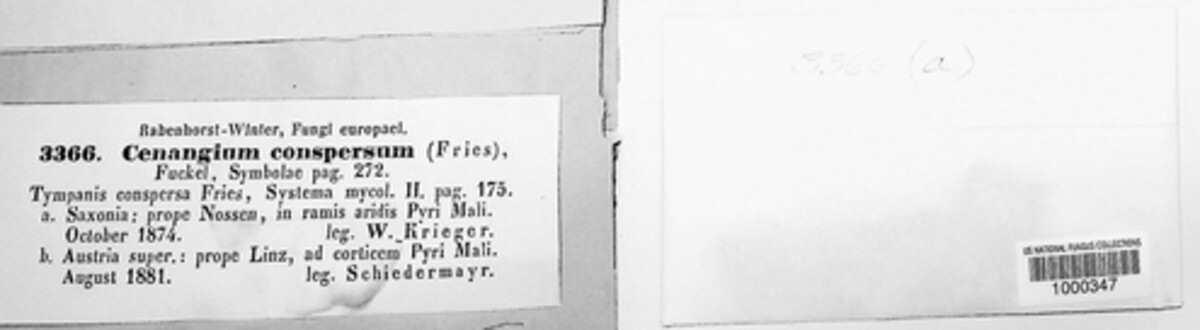 Rabenhorst-Winter, Fungi europaei.
3366. Cenangium conspersum (Fries),
Fuckel, Symbolae pag. 272.
Tympanis conspersa Fries, Systema mycol. II. pag. 175.
a. Saxonia: prope Nossen, in ramis aridis Pyri Mali.
October 1874. leg. W. Krieger.
b. Austria super.: prope Linz, ad corticem Pyri Mali.
August 1881. leg. Schiedermayr.
3366 (a)
US NATIONAL FUNGUS COLLECTIONS
1000347